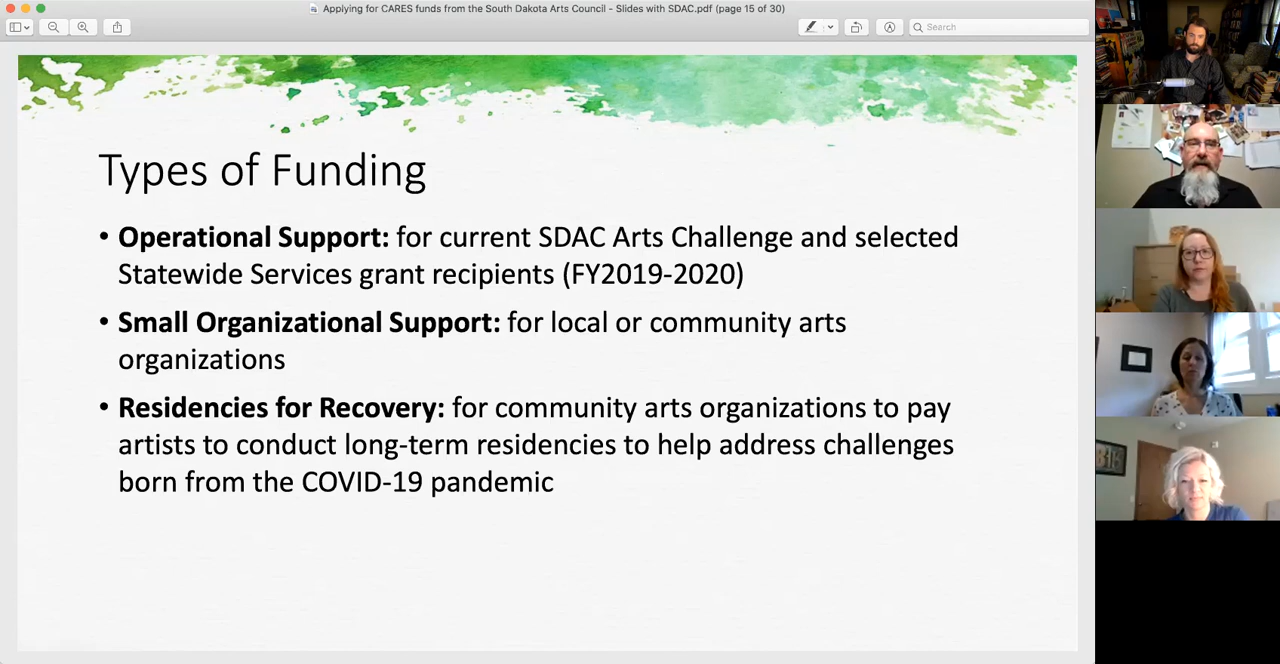 Applying for CARES funds from the South Dakota Arts Council - Slides with SDAC.pdf (page 15 of 30)
Search
Types of Funding
• Operational Support: for current SDAC Arts Challenge and selected
Statewide Services grant recipients (FY2019-2020)
• Small Organizational Support: for local or community arts
organizations
• Residencies for Recovery: for community arts organizations to pay
artists to conduct long-term residencies to help address challenges
born from the COVID-19 pandemic